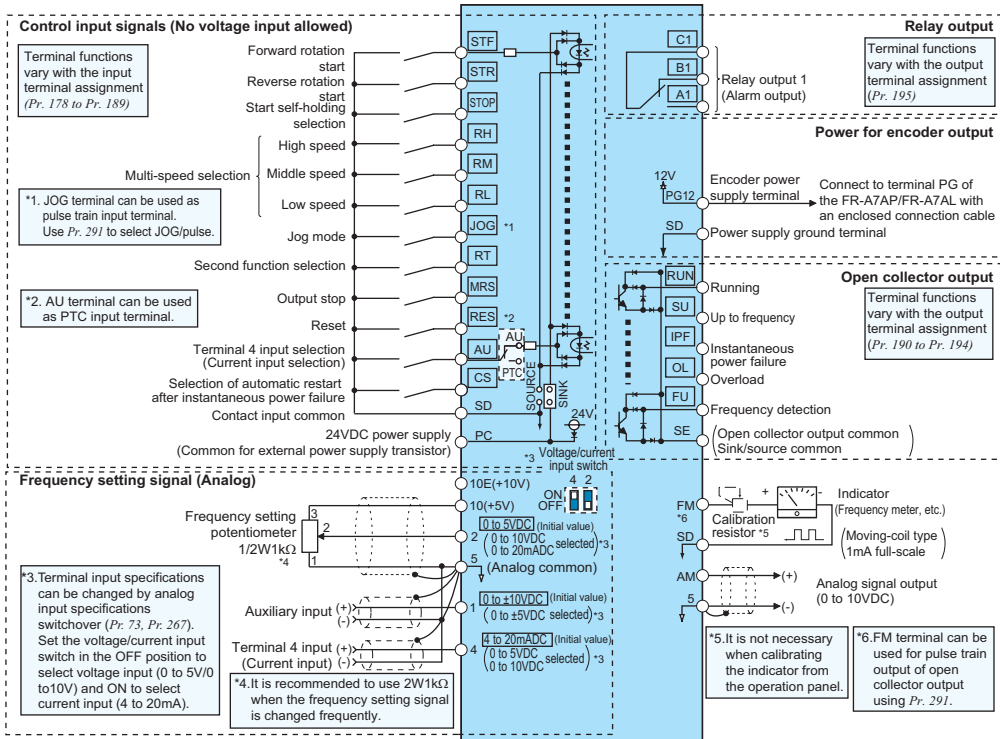 Control input signals (No voltage input allowed)
Terminal functions
vary with the input
terminal assignment
(Pr. 178 to Pr. 189)
Forward rotation
start
STF
Reverse rotation
start
STR
Start self-holding
selection
STOP
Multi-speed selection
High speed
RH
Middle speed
RM
Low speed
RL
*1. JOG terminal can be used as
pulse train input terminal.
Use Pr. 291 to select JOG/pulse.
Jog mode
JOG *1
Second function selection
RT
Output stop
MRS
*2. AU terminal can be used
as PTC input terminal.
Reset
RES *2
Terminal 4 input selection
(Current input selection)
AU
AU
PTC
Selection of automatic restart
after instantaneous power failure
CS
SOURCE
SINK
Contact input common
SD
24VDC power supply
(Common for external power supply transistor)
PC
24V
*3 Voltage/current
input switch
4 2
ON
OFF
Frequency setting signal (Analog)
10E(+10V)
10(+5V)
Frequency setting
potentiometer
1/2W1kΩ
*4
3
2
1
2
0 to 5VDC (Initial value)
0 to 10VDC
0 to 20mADC selected *3
5
(Analog common)
*3.Terminal input specifications
can be changed by analog
input specifications
switchover (Pr. 73, Pr. 267).
Set the voltage/current input
switch in the OFF position to
select voltage input (0 to 5V/0
to10V) and ON to select
current input (4 to 20mA).
Auxiliary input (+)
(-)
1
0 to ±10VDC (Initial value)
(0 to ±5VDC selected) *3
Terminal 4 input (+)
(Current input) (-)
4
4 to 20mADC (Initial value)
0 to 5VDC
0 to 10VDC selected *3
*4.It is recommended to use 2W1kΩ
when the frequency setting signal
is changed frequently.
Relay output
C1
B1
A1
Relay output 1
(Alarm output)
Terminal functions
vary with the output
terminal assignment
(Pr. 195)
Power for encoder output
12V
PG12
Encoder power
supply terminal
Connect to terminal PG of
the FR-A7AP/FR-A7AL with
an enclosed connection cable
SD
Power supply ground terminal
Open collector output
Terminal functions
vary with the output
terminal assignment
(Pr. 190 to Pr. 194)
RUN
Running
SU
Up to frequency
IPF
Instantaneous
power failure
OL
Overload
FU
Frequency detection
SE
(Open collector output common
Sink/source common)
FM
*6
Calibration
resistor *5
+ -
Indicator
(Frequency meter, etc.)
SD
(Moving-coil type
1mA full-scale)
AM
(+)
Analog signal output
(0 to 10VDC)
5
(-)
*5.It is not necessary
when calibrating
the indicator from
the operation panel.
*6.FM terminal can be
used for pulse train
output of open
collector output
using Pr. 291.